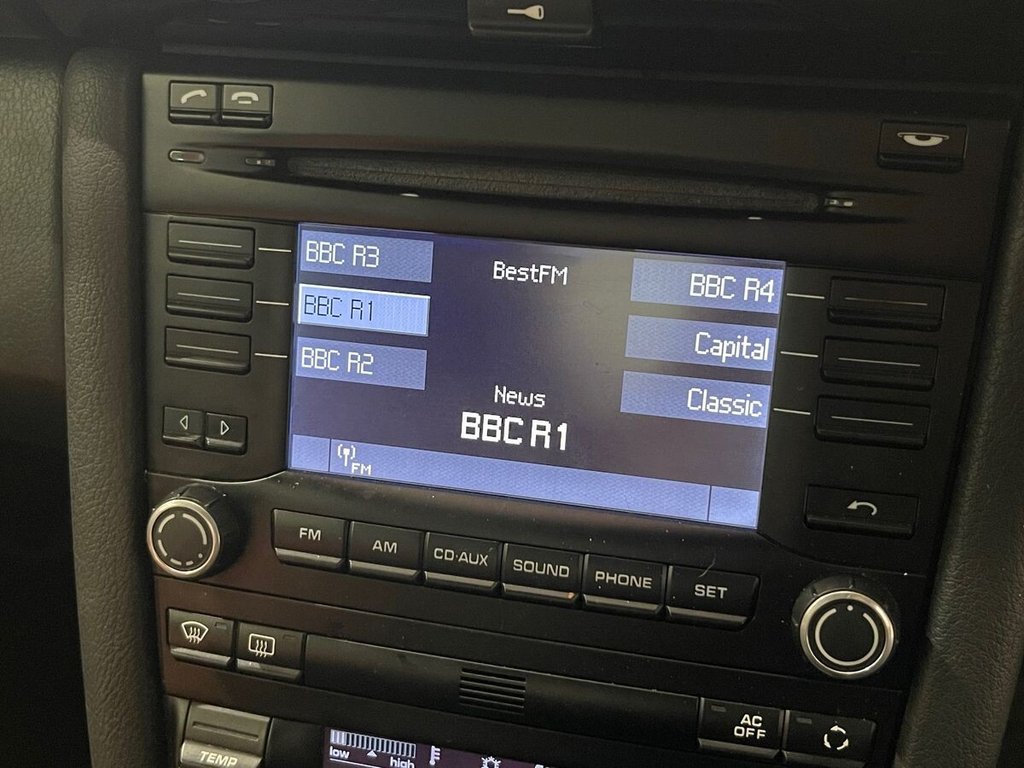 BBC R3
BestFM
BBC R4
BBC R1
Capital
BBC R2
Classic
News
BBC R1
FM
FM
AM
CD·AUX
SOUND
PHONE
SET
AC
OFF
TEMP
low
high